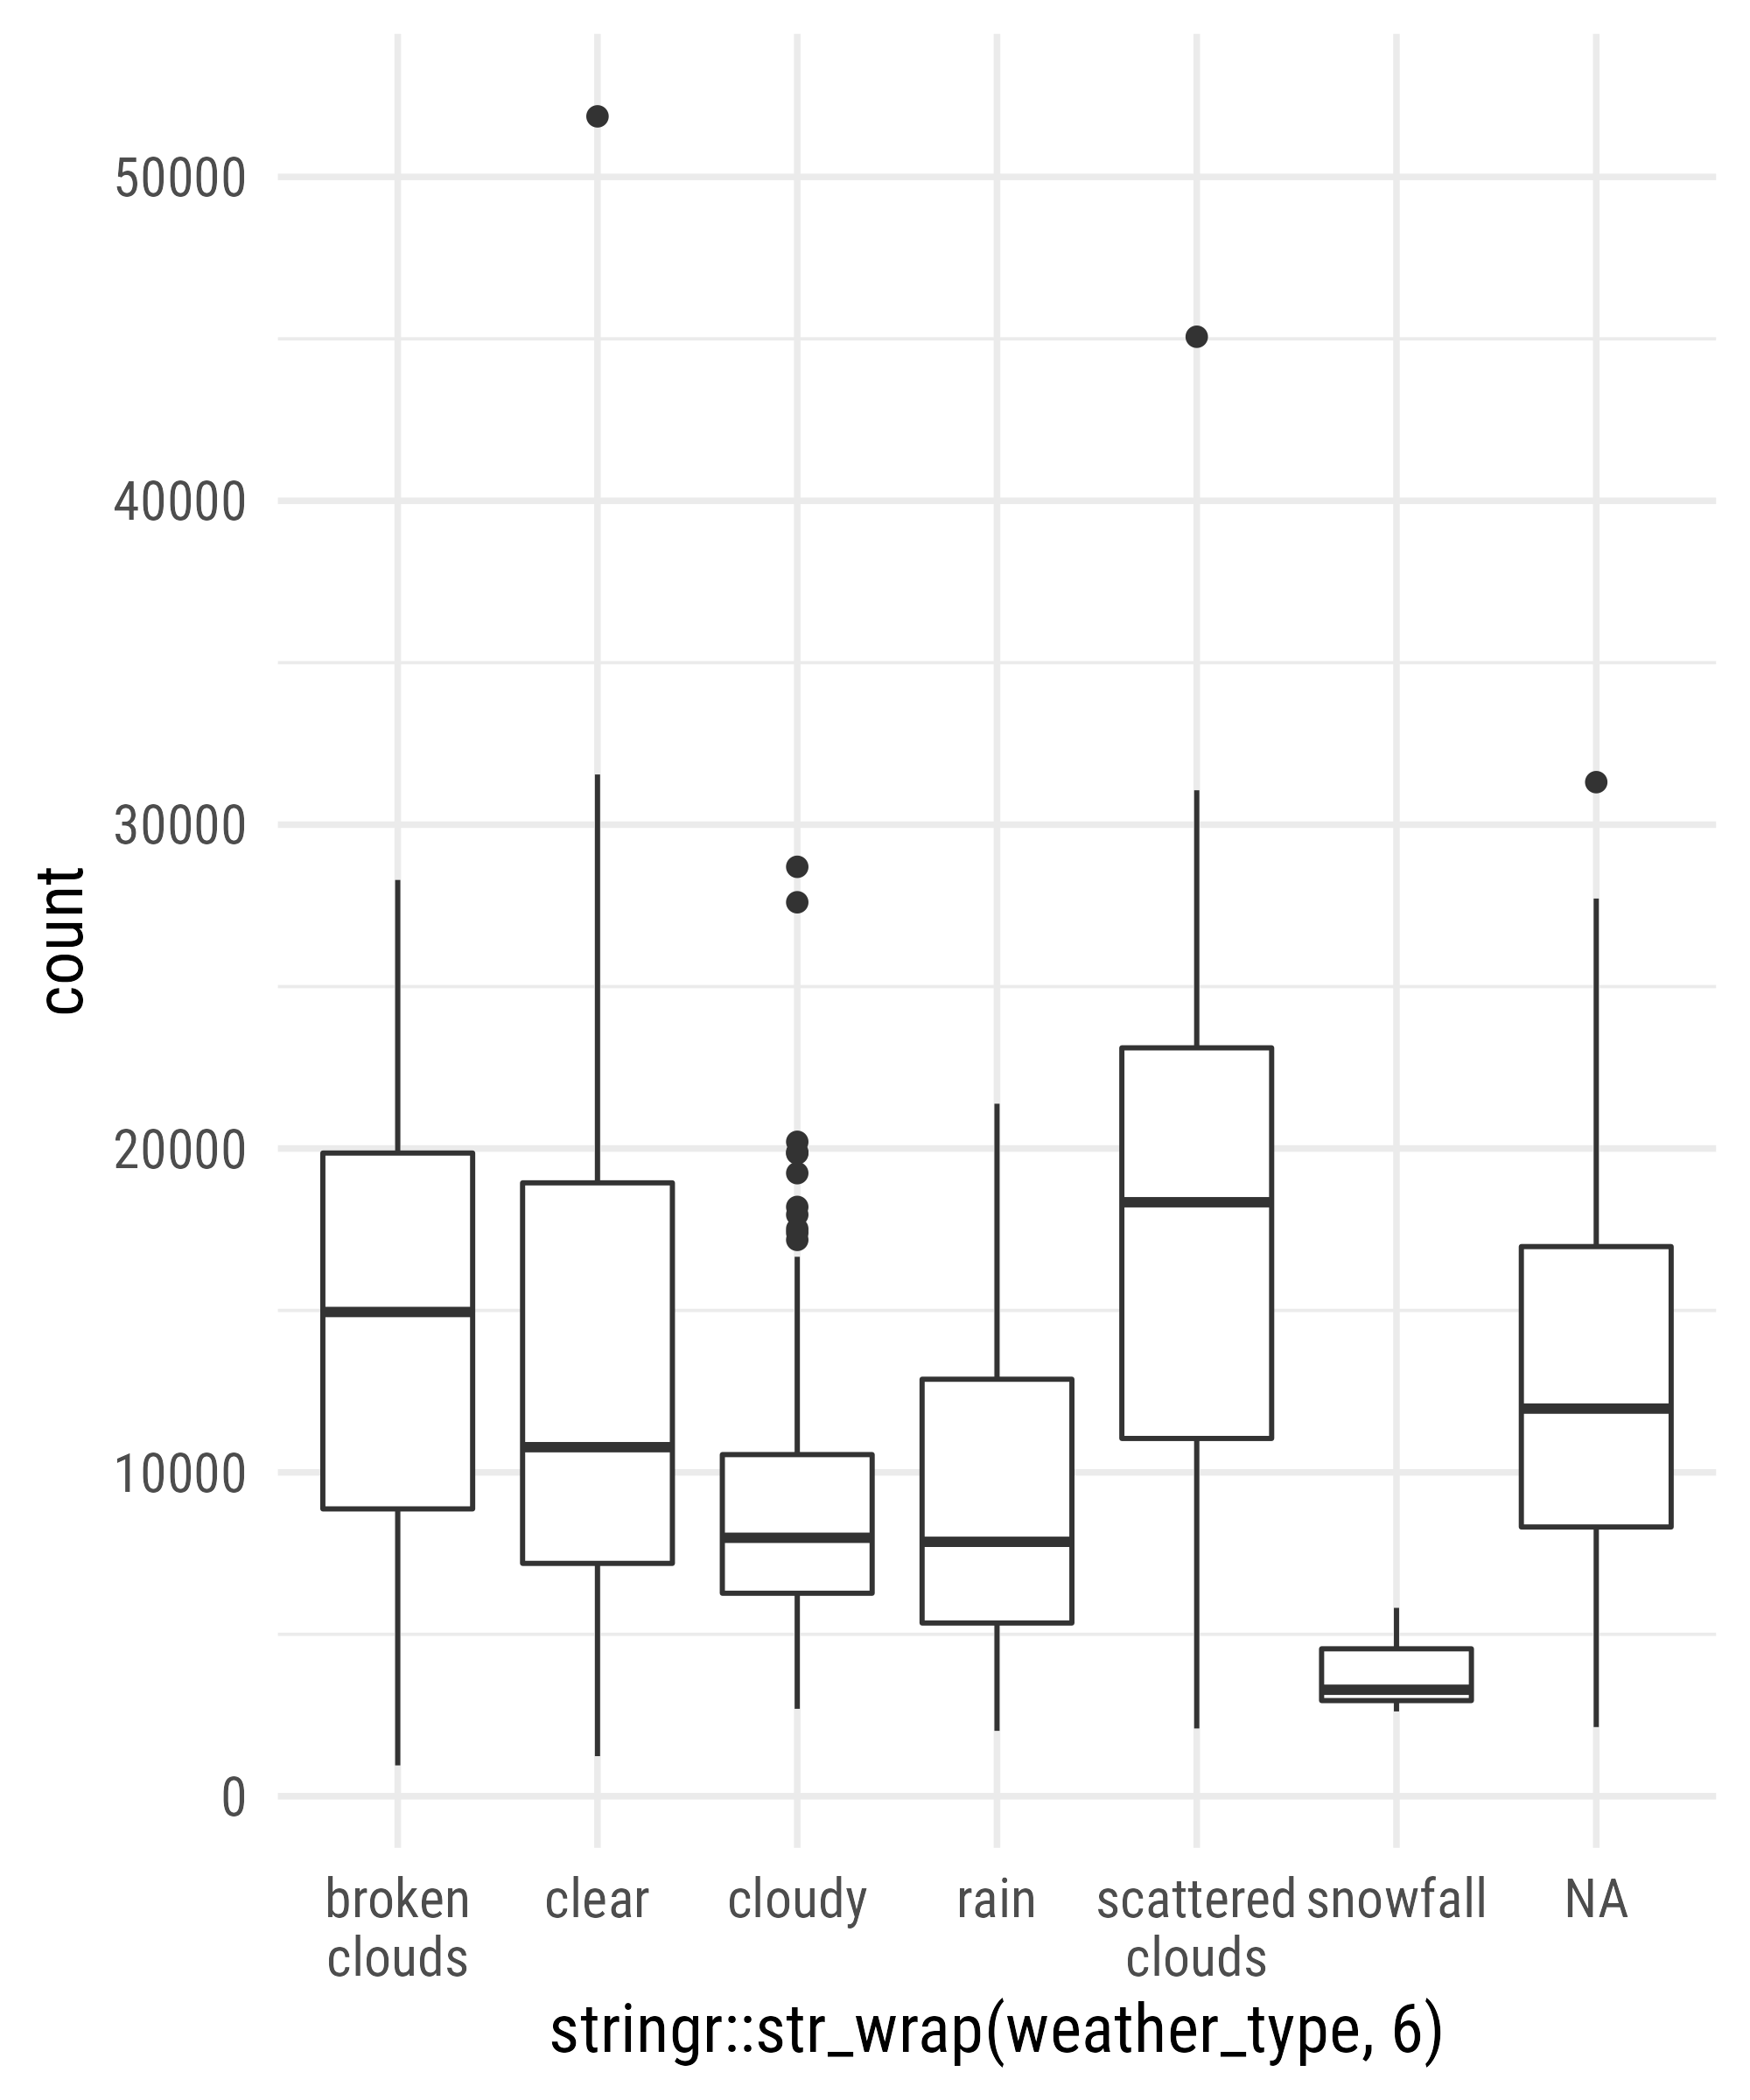 50000
40000
30000
20000
10000
0
count
broken clouds
clear
cloudy
rain
scattered clouds
snowfall
NA
stringr::str_wrap(weather_type, 6)